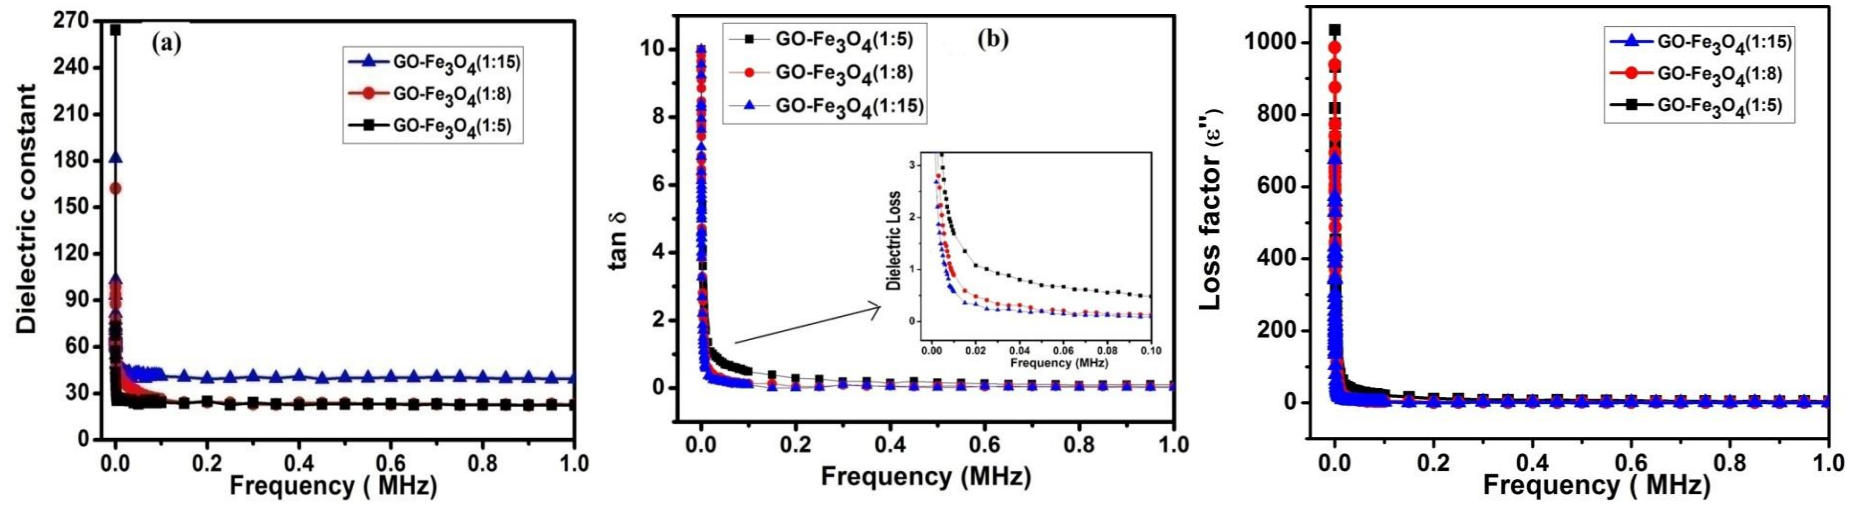 (a)
GO-Fe3O4(1:15)
GO-Fe3O4(1:8)
GO-Fe3O4(1:5)
Dielectric constant
270
240
210
180
150
120
90
60
30
0
0.0 0.2 0.4 0.6 0.8 1.0
Frequency ( MHz)
(b)
GO-Fe3O4(1:5)
GO-Fe3O4(1:8)
GO-Fe3O4(1:15)
tan δ
10
8
6
4
2
0
Dielectric Loss
3
2
1
0
0.00 0.02 0.04 0.06 0.08 0.10
Frequency (MHz)
0.0 0.2 0.4 0.6 0.8 1.0
Frequency (MHz)
GO-Fe3O4(1:15)
GO-Fe3O4(1:8)
GO-Fe3O4(1:5)
Loss factor (ε'')
1000
800
600
400
200
0
0.0 0.2 0.4 0.6 0.8 1.0
Frequency ( MHz)